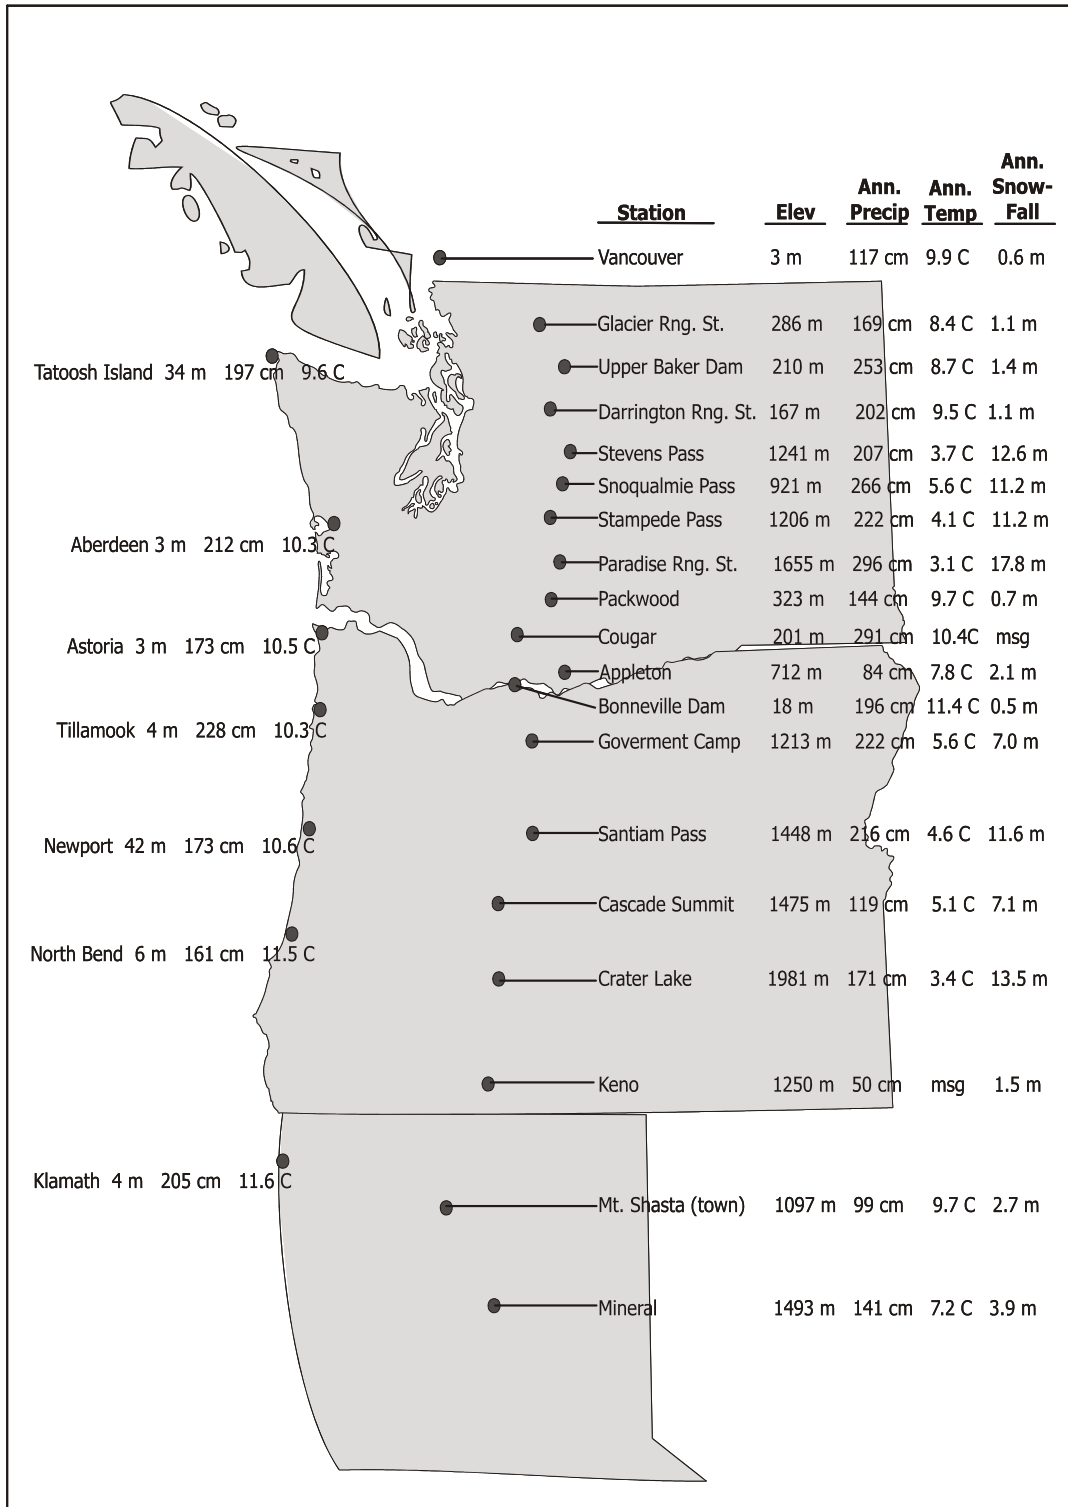 Ann.
Ann. Ann. Snow-
Station Elev Precip Temp Fall
Vancouver 3 m 117 cm 9.9 C 0.6 m
Glacier Rng. St. 286 m 169 cm 8.4 C 1.1 m
Upper Baker Dam 210 m 253 cm 8.7 C 1.4 m
Tatoosh Island 34 m 197 cm 9.6 C
Darrington Rng. St. 167 m 202 cm 9.5 C 1.1 m
Stevens Pass 1241 m 207 cm 3.7 C 12.6 m
Snoqualmie Pass 921 m 266 cm 5.6 C 11.2 m
Stampede Pass 1206 m 222 cm 4.1 C 11.2 m
Aberdeen 3 m 212 cm 10.3 C
Paradise Rng. St. 1655 m 296 cm 3.1 C 17.8 m
Packwood 323 m 144 cm 9.7 C 0.7 m
Cougar 201 m 291 cm 10.4C msg
Astoria 3 m 173 cm 10.5 C
Appleton 712 m 84 cm 7.8 C 2.1 m
Bonneville Dam 18 m 196 cm 11.4 C 0.5 m
Tillamook 4 m 228 cm 10.3 C
Goverment Camp 1213 m 222 cm 5.6 C 7.0 m
Santiam Pass 1448 m 216 cm 4.6 C 11.6 m
Newport 42 m 173 cm 10.6 C
Cascade Summit 1475 m 119 cm 5.1 C 7.1 m
North Bend 6 m 161 cm 11.5 C
Crater Lake 1981 m 171 cm 3.4 C 13.5 m
Keno 1250 m 50 cm msg 1.5 m
Klamath 4 m 205 cm 11.6 C
Mt. Shasta (town) 1097 m 99 cm 9.7 C 2.7 m
Mineral 1493 m 141 cm 7.2 C 3.9 m